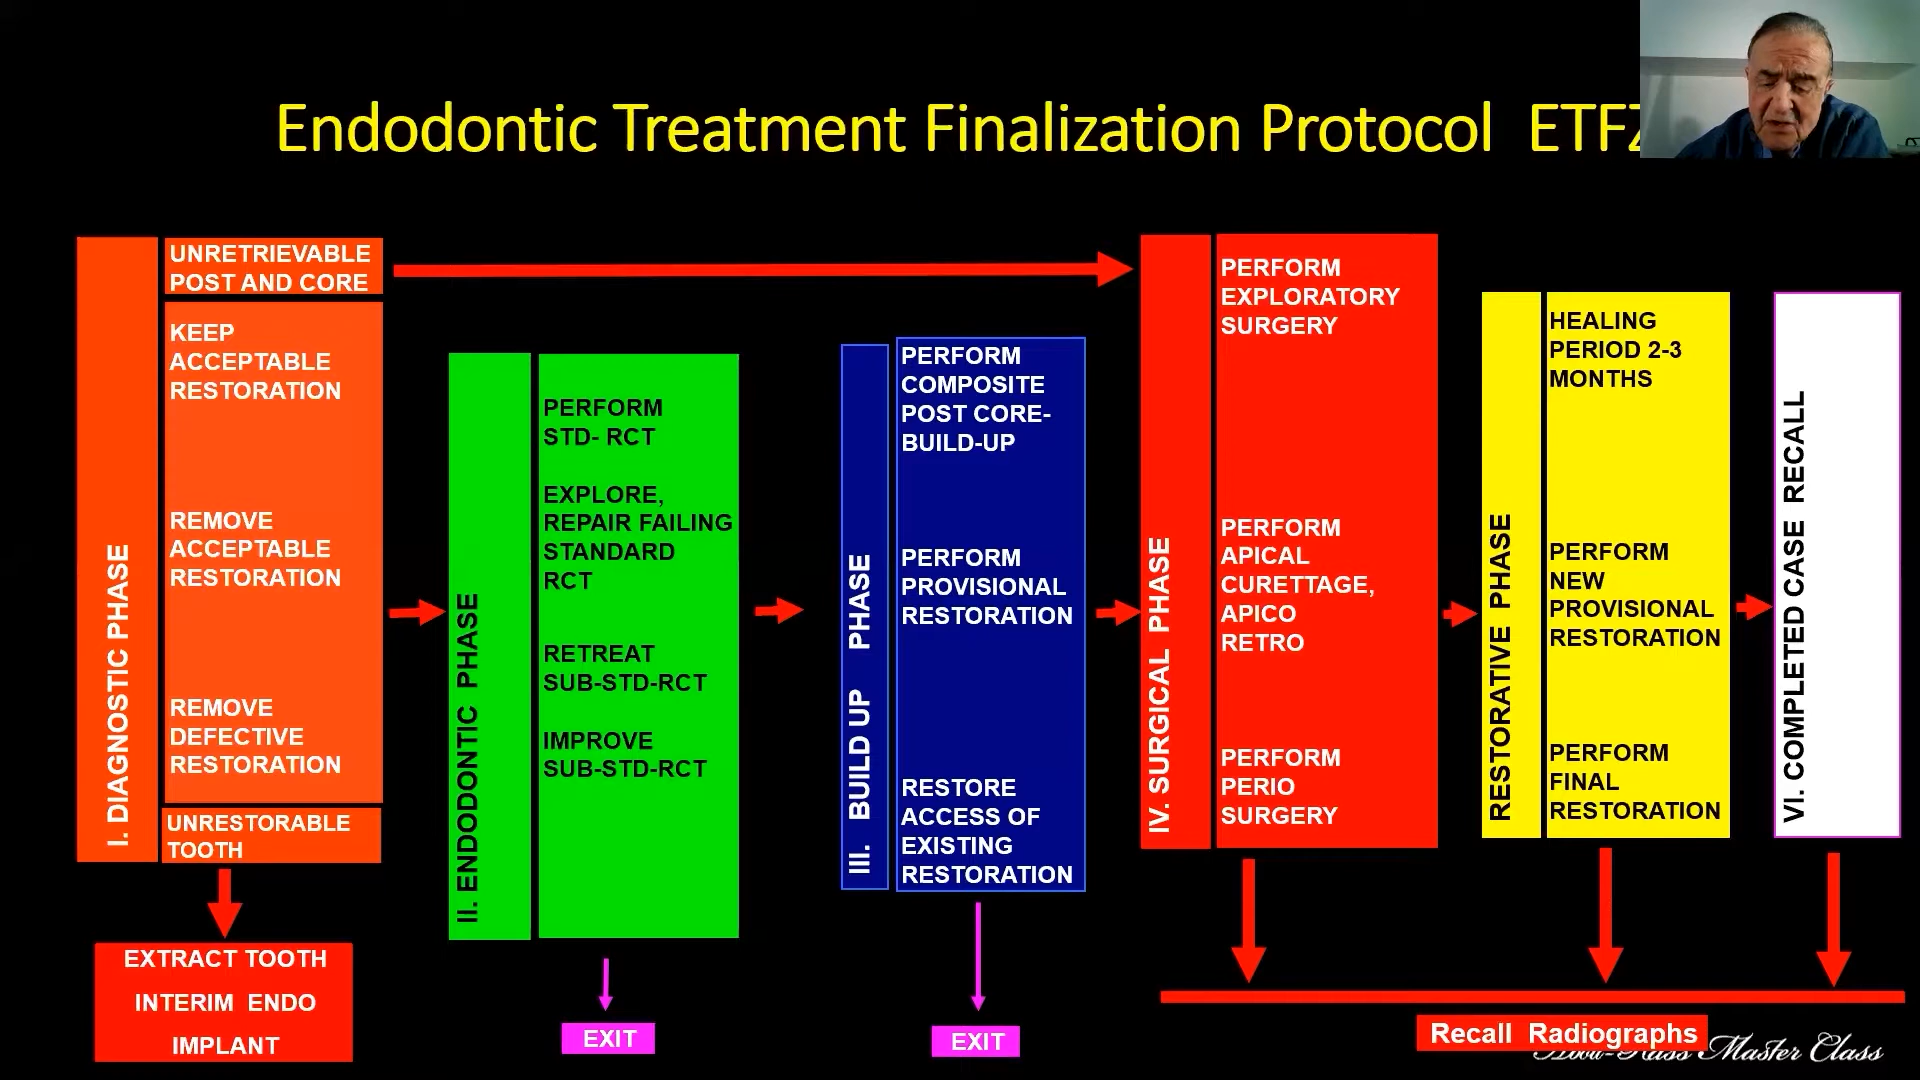 Endodontic Treatment Finalization Protocol ETFZ
I. DIAGNOSTIC PHASE
UNRETRIEVABLE
POST AND CORE
KEEP
ACCEPTABLE
RESTORATION
REMOVE
ACCEPTABLE
RESTORATION
REMOVE
DEFECTIVE
RESTORATION
UNRESTORABLE
TOOTH
EXTRACT TOOTH
INTERIM ENDO
IMPLANT
II. ENDODONTIC PHASE
PERFORM
STD- RCT
EXPLORE,
REPAIR FAILING
STANDARD
RCT
RETREAT
SUB-STD-RCT
IMPROVE
SUB-STD-RCT
EXIT
III. BUILD UP PHASE
PERFORM
COMPOSITE
POST CORE-
BUILD-UP
PERFORM
PROVISIONAL
RESTORATION
RESTORE
ACCESS OF
EXISTING
RESTORATION
EXIT
IV. SURGICAL PHASE
PERFORM
EXPLORATORY
SURGERY
PERFORM
APICAL
CURETTAGE,
APICO
RETRO
PERFORM
PERIO
SURGERY
RESTORATIVE PHASE
HEALING
PERIOD 2-3
MONTHS
PERFORM
NEW
PROVISIONAL
RESTORATION
PERFORM
FINAL
RESTORATION
VI. COMPLETED CASE RECALL
Recall Radiographs
Master Class